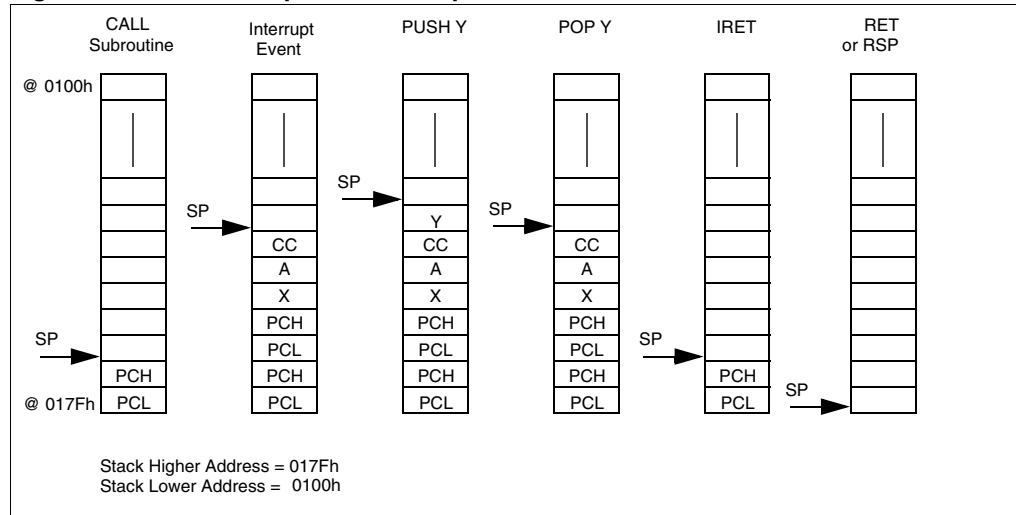 CALL
Subroutine
Interrupt
Event
PUSH Y
POP Y
IRET
RET
or RSP
@ 0100h
SP
SP
SP
Y
CC
CC
CC
A
A
A
X
X
X
PCH
PCH
PCH
SP
SP
PCL
PCL
PCL
PCH
PCH
PCH
PCH
PCH
SP
@ 017Fh
PCL
PCL
PCL
PCL
PCL
Stack Higher Address = 017Fh
Stack Lower Address = 0100h